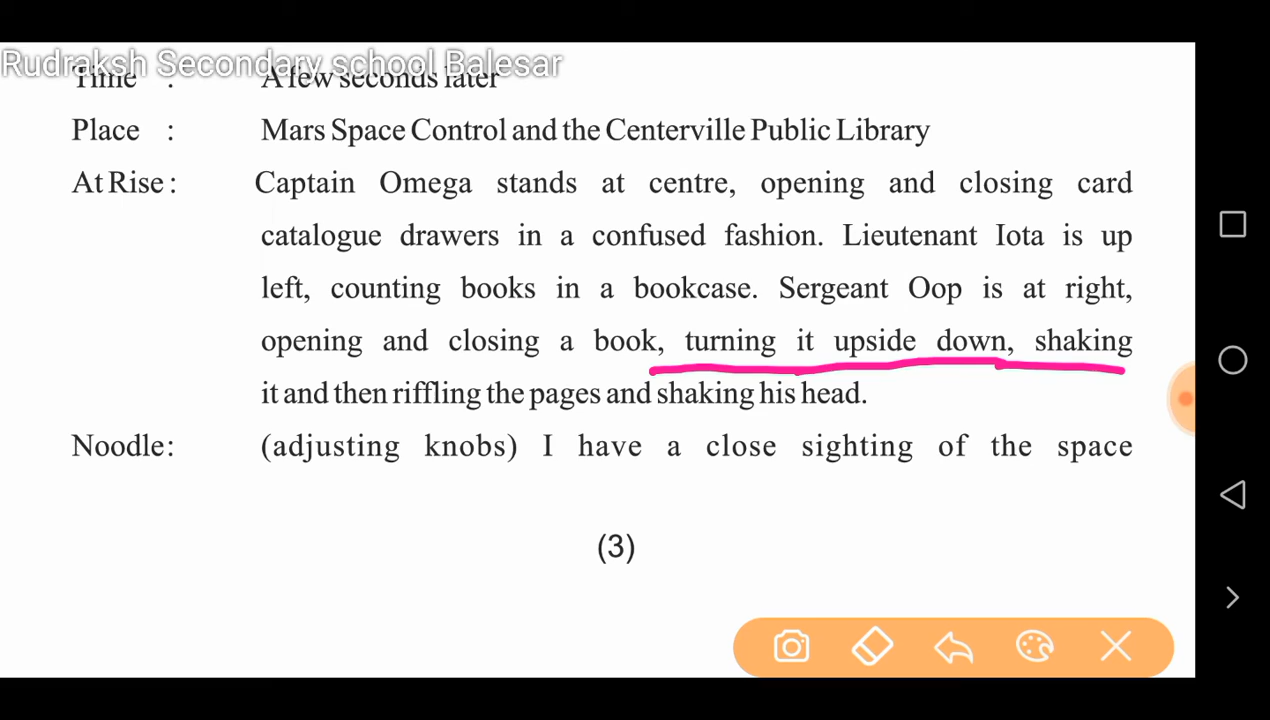 Rudraksh Secondary school Balesar
Time : A few seconds later
Place : Mars Space Control and the Centerville Public Library
At Rise : Captain Omega stands at centre, opening and closing card
catalogue drawers in a confused fashion. Lieutenant Iota is up
left, counting books in a bookcase. Sergeant Oop is at right,
opening and closing a book, turning it upside down, shaking
it and then riffling the pages and shaking his head.
Noodle: (adjusting knobs) I have a close sighting of the space
(3)